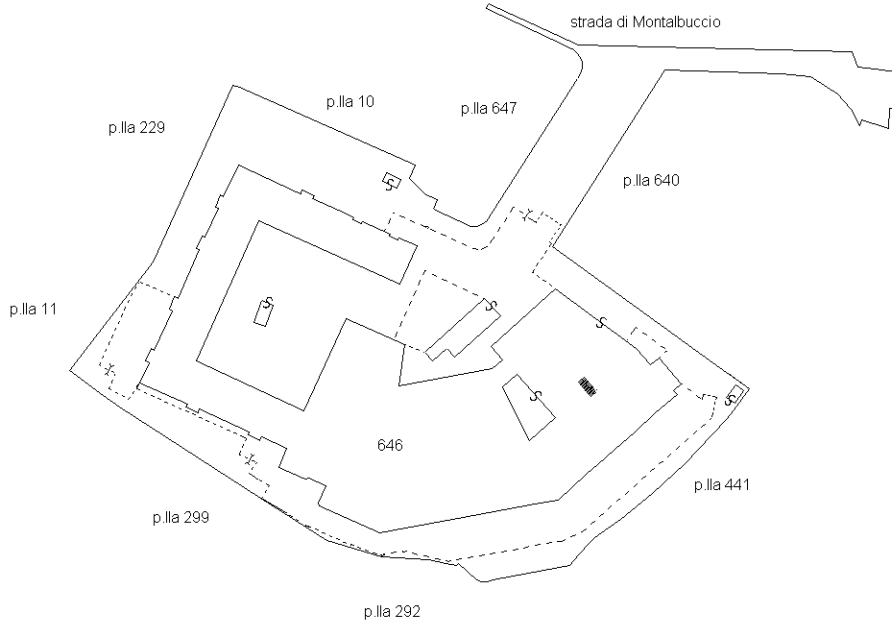 strada di Montalbuccio
p.lla 10
p.lla 647
p.lla 229
p.lla 640
S
p.lla 11
S
S
S
S
S
646
p.lla 441
p.lla 299
p.lla 292